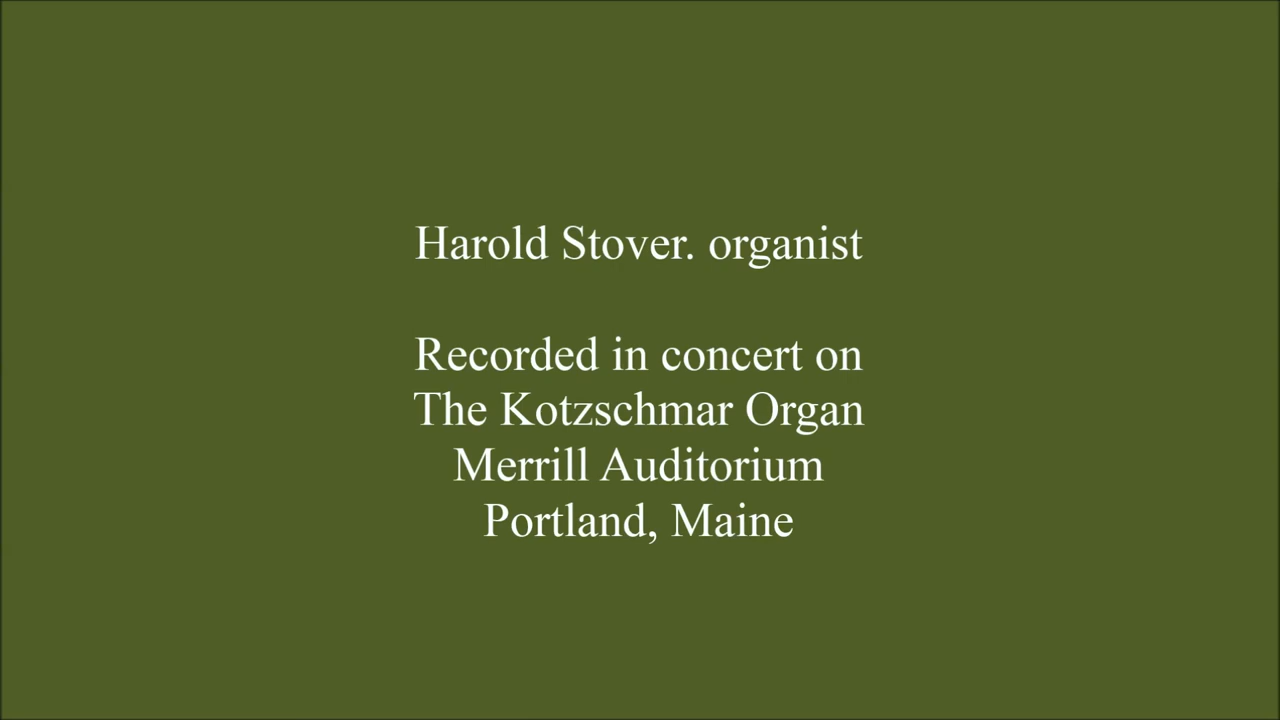 Harold Stover. organist
Recorded in concert on
The Kotzschmar Organ
Merrill Auditorium
Portland, Maine